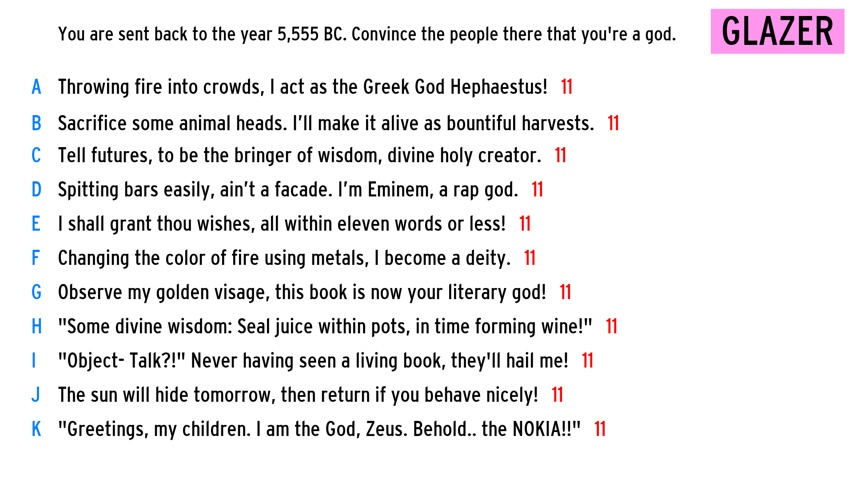 You are sent back to the year 5,555 BC. Convince the people there that you're a god.
GLAZER
A Throwing fire into crowds, I act as the Greek God Hephaestus! 11
B Sacrifice some animal heads. I’ll make it alive as bountiful harvests. 11
C Tell futures, to be the bringer of wisdom, divine holy creator. 11
D Spitting bars easily, ain’t a facade. I’m Eminem, a rap god. 11
E I shall grant thou wishes, all within eleven words or less! 11
F Changing the color of fire using metals, I become a deity. 11
G Observe my golden visage, this book is now your literary god! 11
H "Some divine wisdom: Seal juice within pots, in time forming wine!" 11
I "Object- Talk?!" Never having seen a living book, they'll hail me! 11
J The sun will hide tomorrow, then return if you behave nicely! 11
K "Greetings, my children. I am the God, Zeus. Behold.. the NOKIA!!" 11